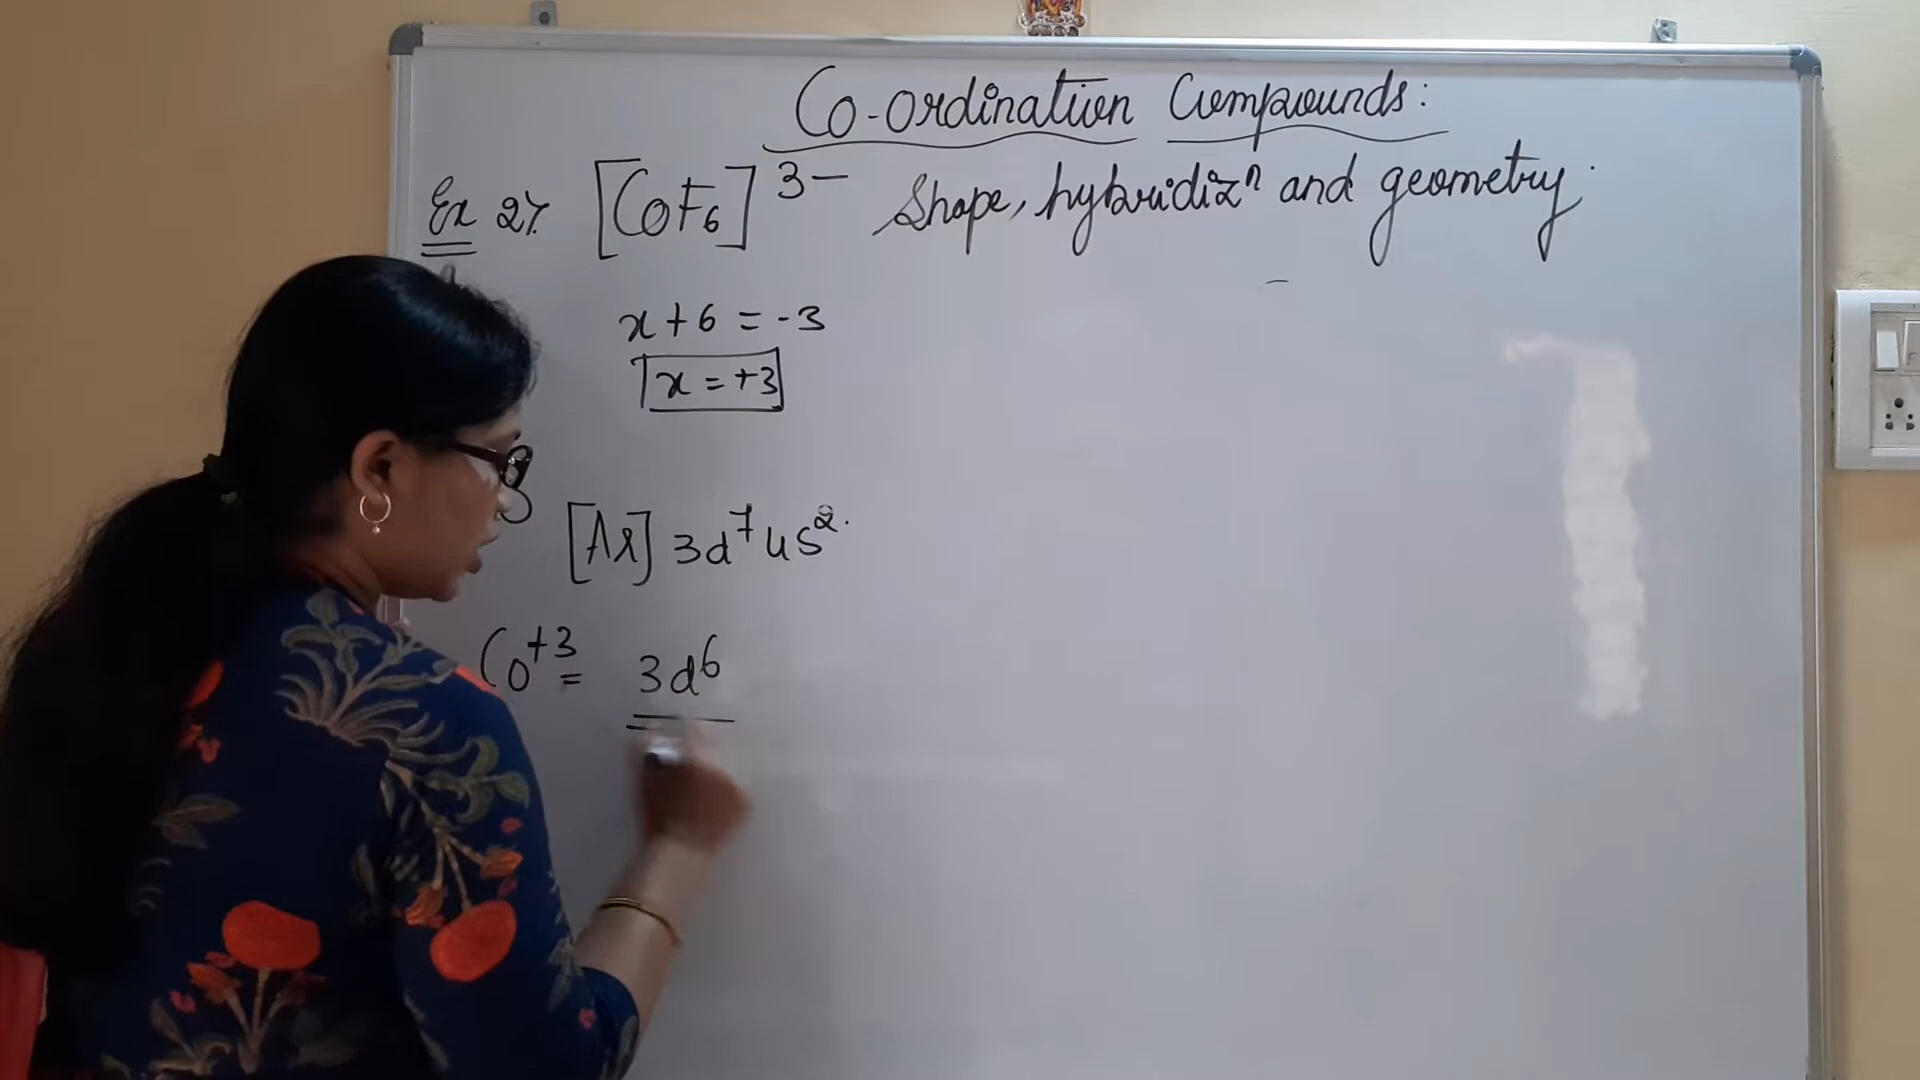 Co-ordination Compounds:
Ex 2%. [CoF6]3- Shape, hybridizn and geometry.
x+6 = -3
x = +3
[Ar] 3d7 4s2.
Co+3 = 3d6